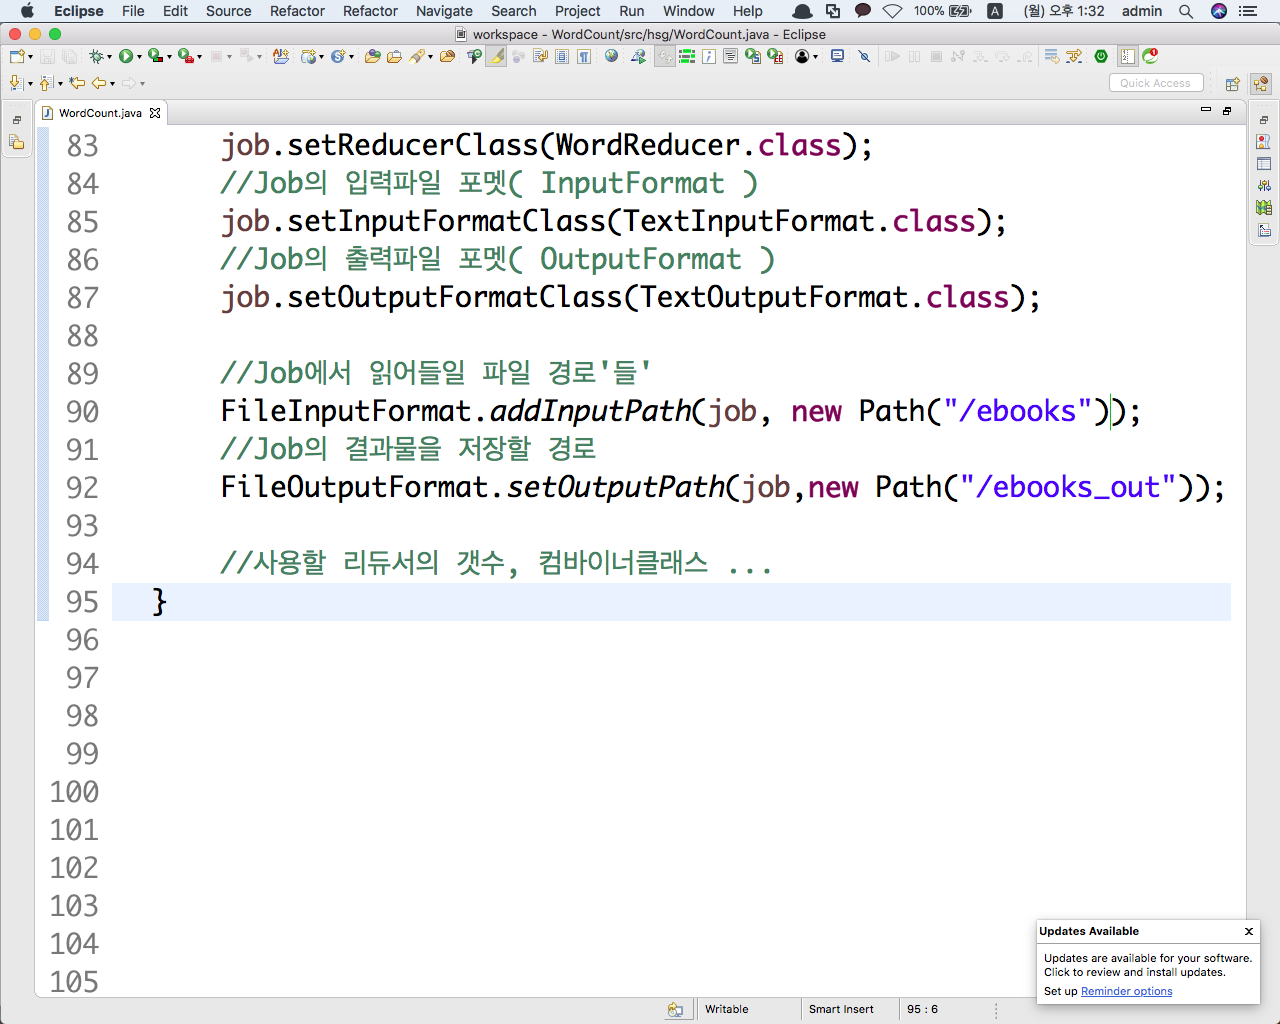 Eclipse File Edit Source Refactor Refactor Navigate Search Project Run Window Help 100% A (월) 오후 1:32 admin
workspace - WordCount/src/hsg/WordCount.java - Eclipse
Quick Access
WordCount.java
83 job.setReducerClass(WordReducer.class);
84 //Job의 입력파일 포멧( InputFormat )
85 job.setInputFormatClass(TextInputFormat.class);
86 //Job의 출력파일 포멧( OutputFormat )
87 job.setOutputFormatClass(TextOutputFormat.class);
88
89 //Job에서 읽어들일 파일 경로'들'
90 FileInputFormat.addInputPath(job, new Path("/ebooks"));
91 //Job의 결과물을 저장할 경로
92 FileOutputFormat.setOutputPath(job,new Path("/ebooks_out"));
93
94 //사용할 리듀서의 갯수, 컴바이너클래스 ...
95 }
96
97
98
99
100
101
102
103
104
105
Updates Available
Updates are available for your software.
Click to review and install updates.
Set up Reminder options
Writable Smart Insert 95 : 6